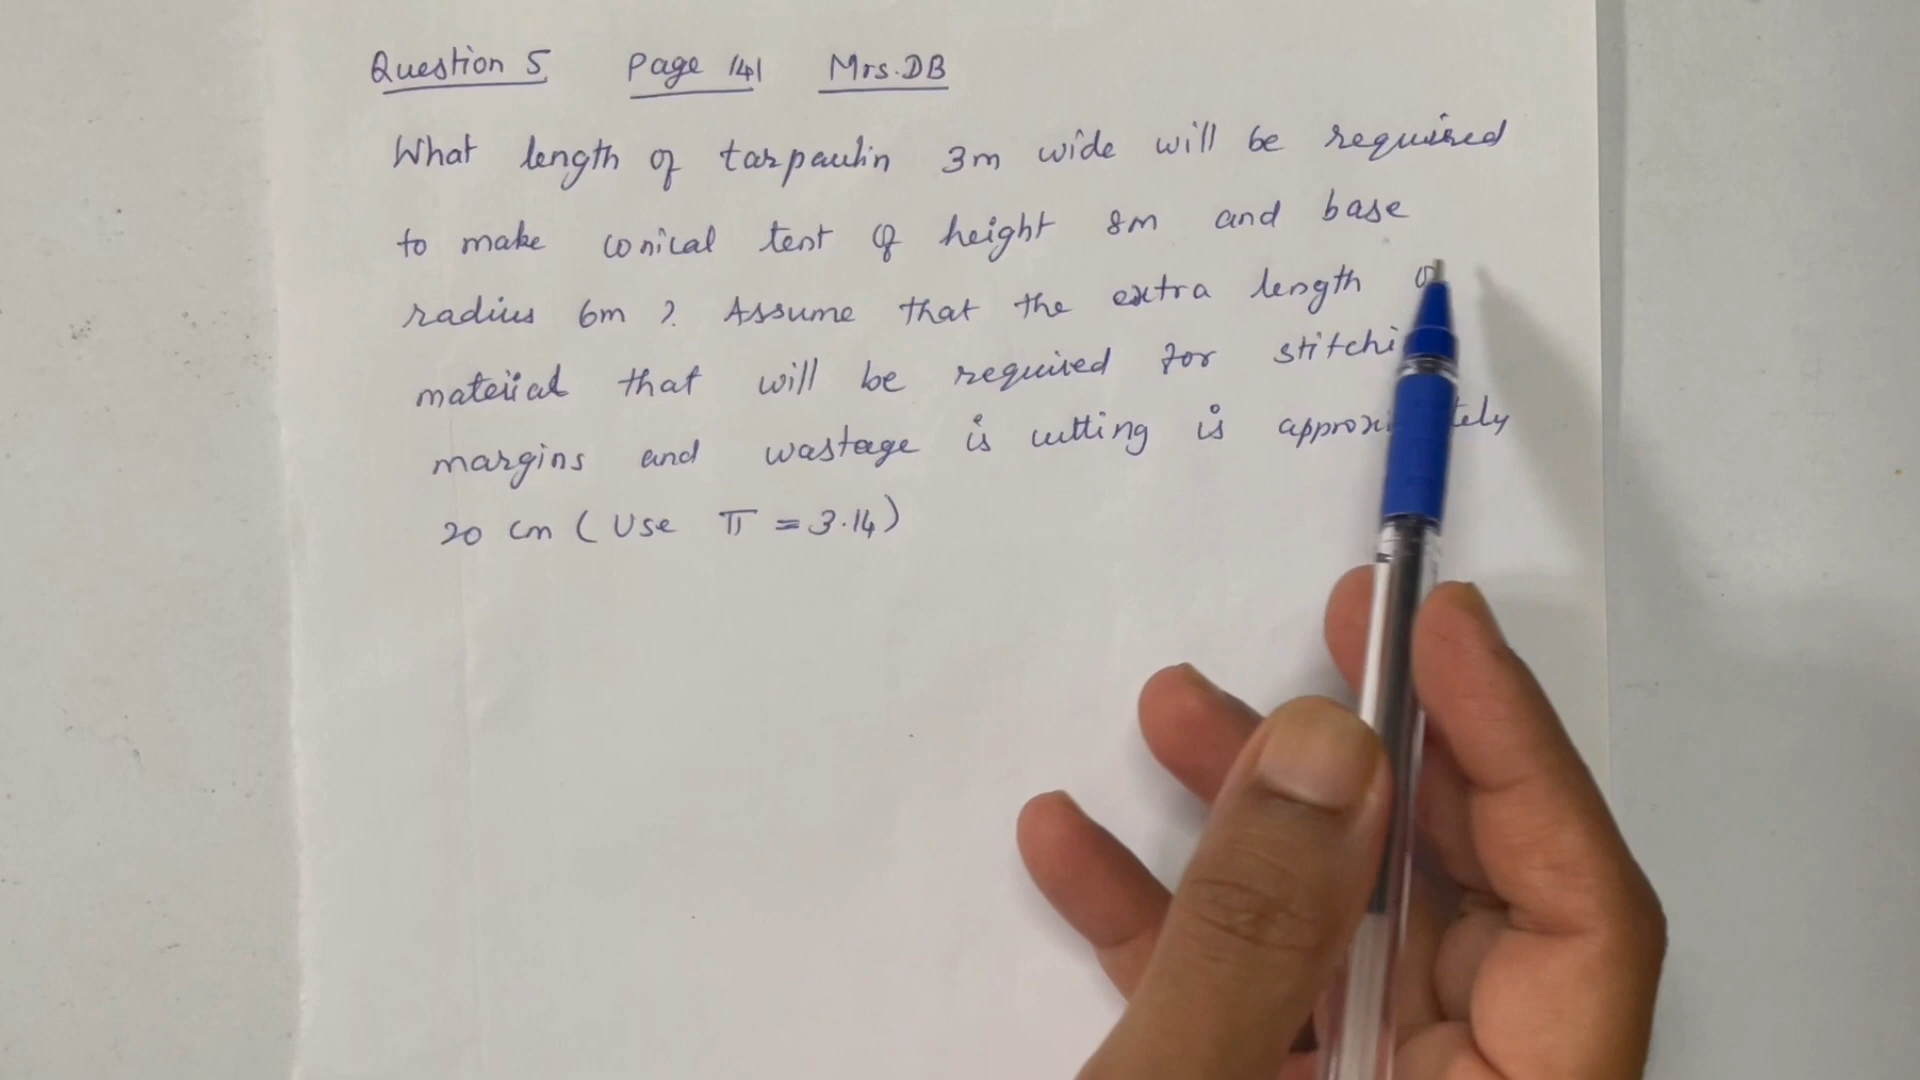 Question 5 Page 141 Mrs.DB
What length of tarpaulin 3m wide will be required
to make conical tent of height 8m and base
radius 6m ? Assume that the extra length
material that will be required for
margins and wastage is cutting is
20 cm (Use π = 3.14)